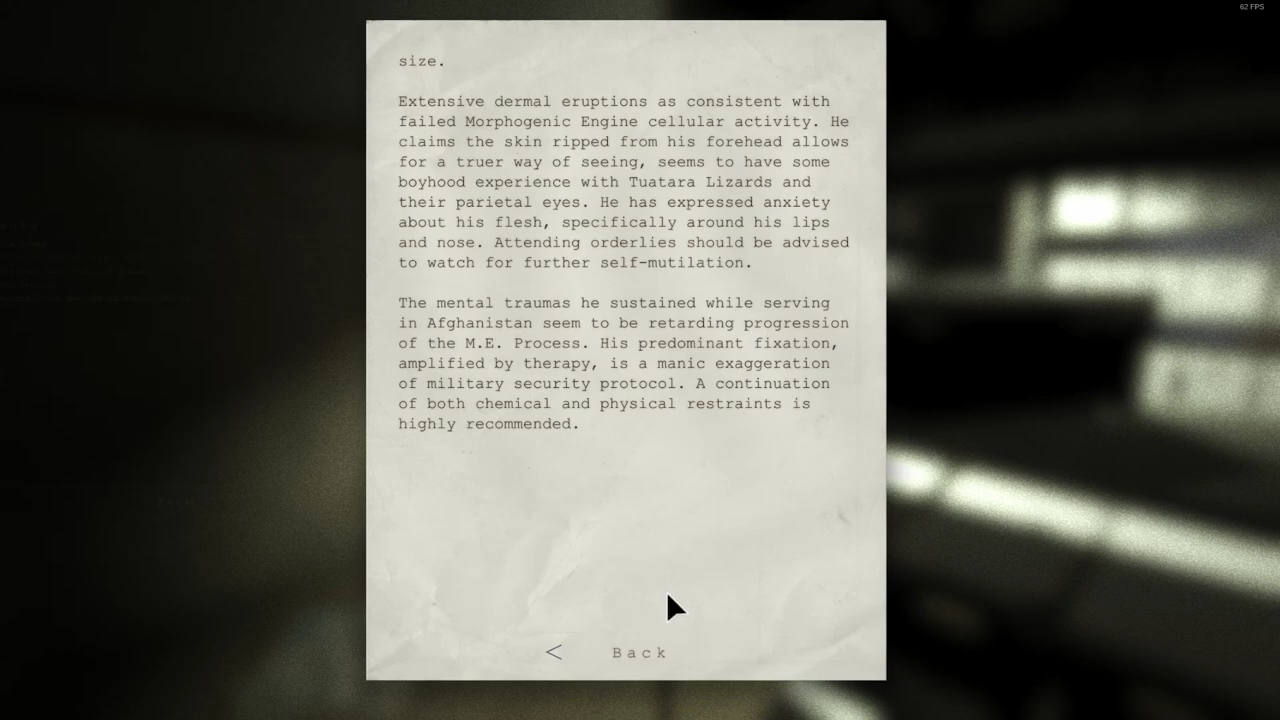 62 FPS
size.
Extensive dermal eruptions as consistent with
failed Morphogenic Engine cellular activity. He
claims the skin ripped from his forehead allows
for a truer way of seeing, seems to have some
boyhood experience with Tuatara Lizards and
their parietal eyes. He has expressed anxiety
about his flesh, specifically around his lips
and nose. Attending orderlies should be advised
to watch for further self-mutilation.
The mental traumas he sustained while serving
in Afghanistan seem to be retarding progression
of the M.E. Process. His predominant fixation,
amplified by therapy, is a manic exaggeration
of military security protocol. A continuation
of both chemical and physical restraints is
highly recommended.
< Back